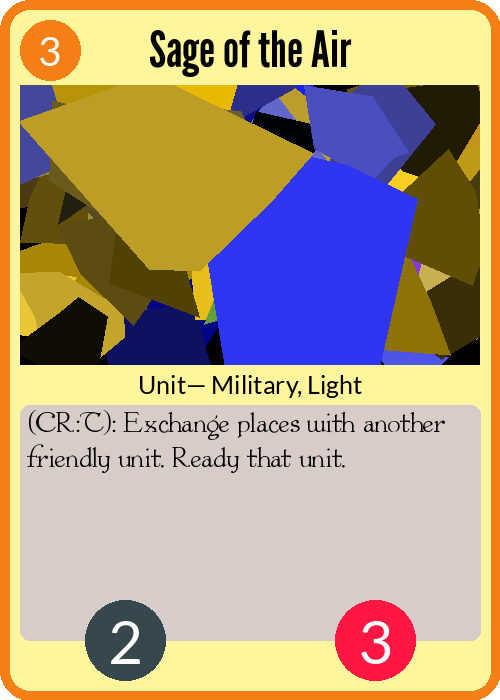 3
Sage of the Air
Unit— Military, Light
(CR:T): Exchange places with another
friendly unit. Ready that unit.
2
3